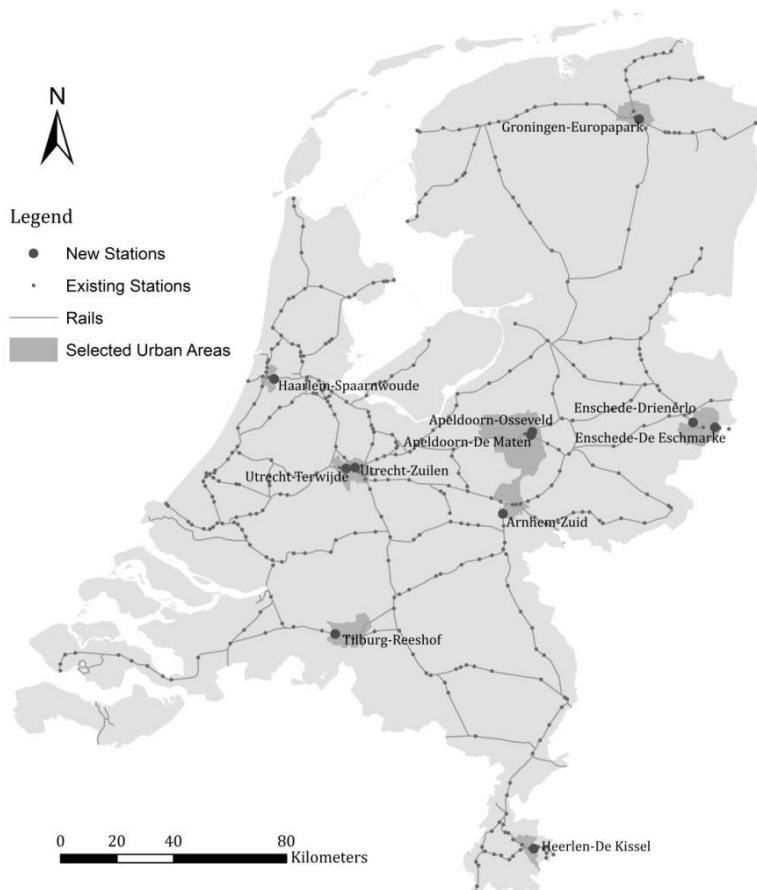 N
Groningen-Europapark
Legend
New Stations
Existing Stations
Rails
Selected Urban Areas
Haarlem-Spaarnwoude
Enschede-Drienerlo
Apeldoorn-Osseveld
Enschede-De Eschmarke
Apeldoorn-De Maten
Utrecht-Terwijde
Utrecht-Zuilen
Arnhem-Zuid
Tilburg-Reeshof
Heerlen-De Kissel
0 20 40 80
Kilometers